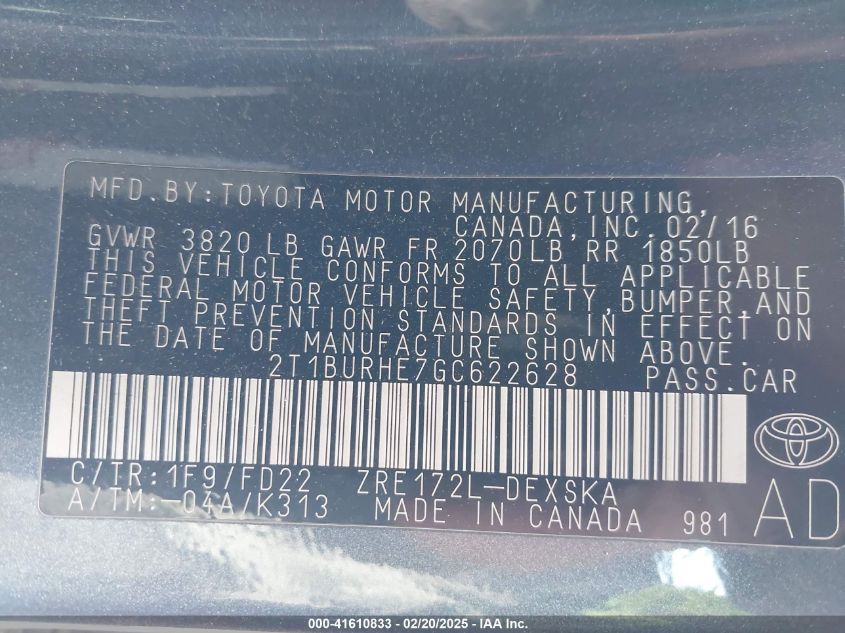 MFD.BY:TOYOTA MOTOR MANUFACTURING,
CANADA,INC.02/16
GVWR 3820 LB GAWR FR 2070LB RR 1850LB
THIS VEHICLE CONFORMS TO ALL APPLICABLE
FEDERAL MOTOR VEHICLE SAFETY,BUMPER,AND
THEFT PREVENTION STANDARDS IN EFFECT ON
THE DATE OF MANUFACTURE SHOWN ABOVE.
2T1BURHE7GC622628 PASS.CAR
C/TR:1F9/FD22 ZRE172L-DEXSKA
A/TM:-04A/K313 MADE IN CANADA 981 AD
000-41610833 - 02/20/2025 - IAA Inc.